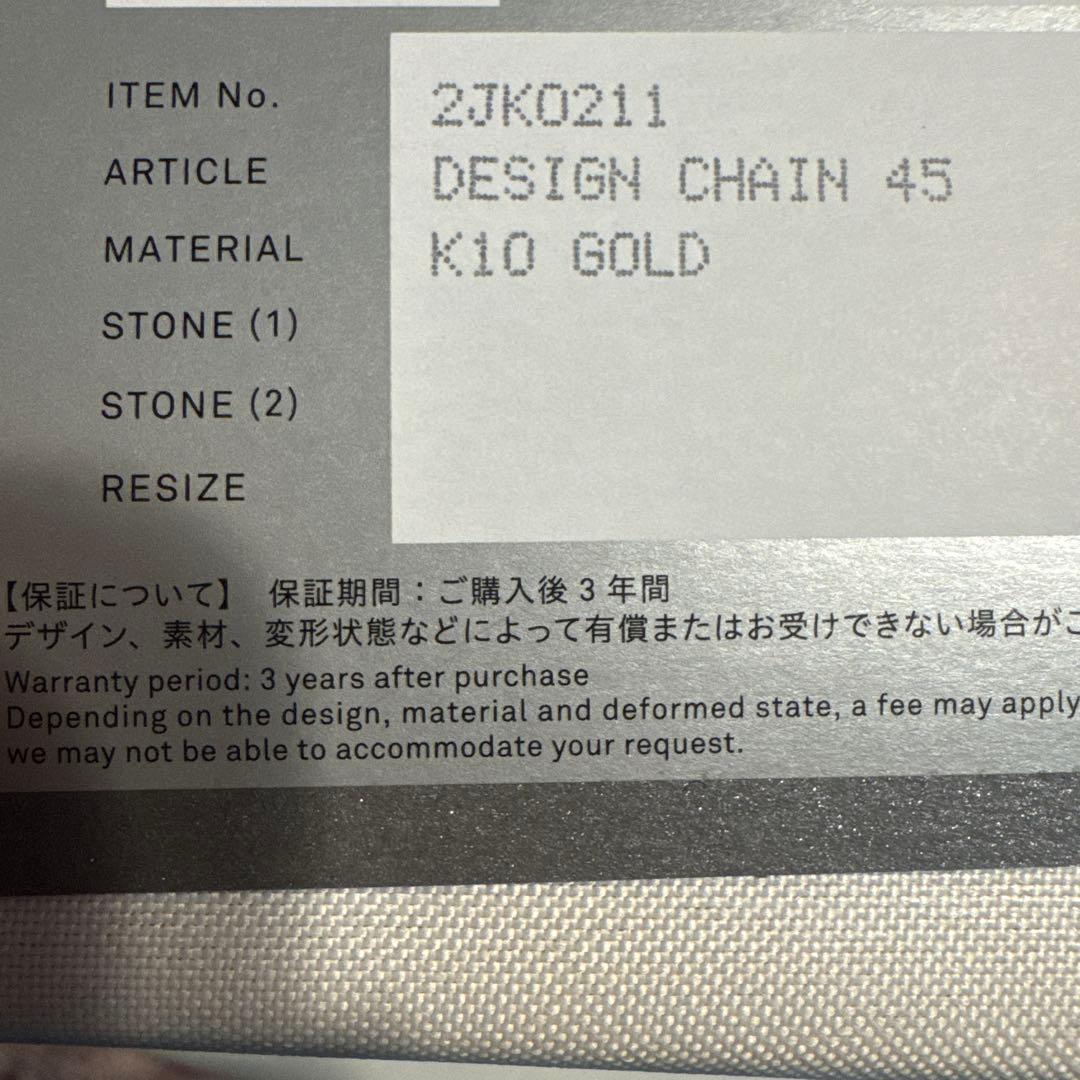 ITEM No. 2JK0211
ARTICLE DESIGN CHAIN 45
MATERIAL K10 GOLD
STONE (1)
STONE (2)
RESIZE
【保証について】 保証期間：ご購入後 3 年間
デザイン、素材、変形状態などによって有償またはお受けできない場合がご
Warranty period: 3 years after purchase
Depending on the design, material and deformed state, a fee may apply
we may not be able to accommodate your request.